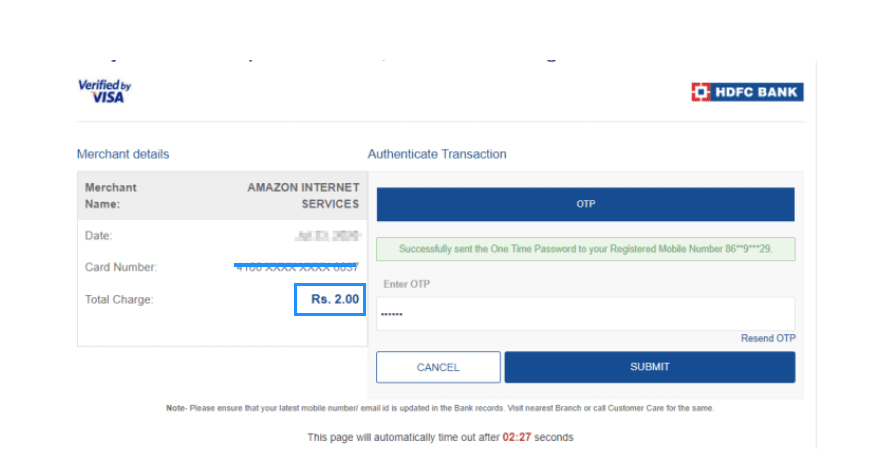 Verified by
VISA
HDFC BANK
Merchant details
Authenticate Transaction
Merchant Name:
AMAZON INTERNET SERVICES
OTP
Date:
Successfully sent the One Time Password to your Registered Mobile Number 86**9***29.
Card Number:
XXXX XXXX
Enter OTP
Total Charge:
Rs. 2.00
••••••
Resend OTP
CANCEL
SUBMIT
Note- Please ensure that your latest mobile number/ email id is updated in the Bank records. Visit nearest Branch or call Customer Care for the same.
This page will automatically time out after 02:27 seconds